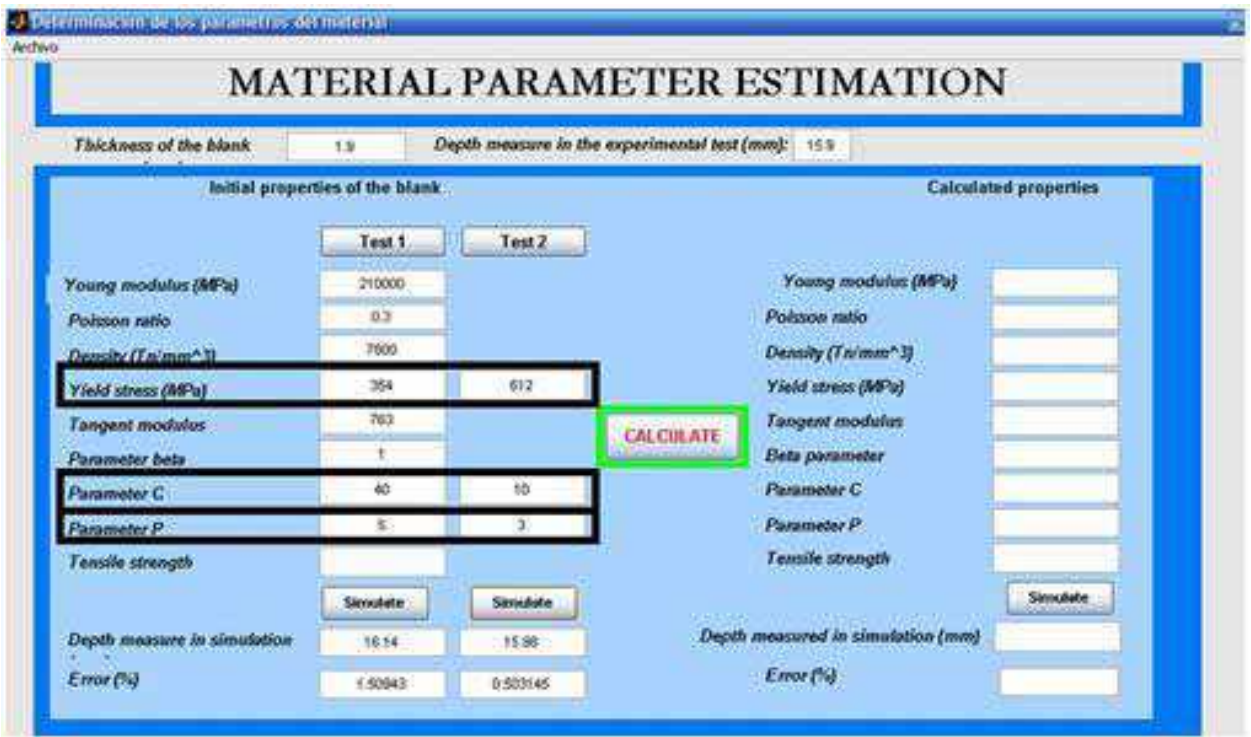 Determinacion de los parametros del material
Archivo
MATERIAL PARAMETER ESTIMATION
Thickness of the blank 1.9 Depth measure in the experimental test (mm): 15.9
Initial properties of the blank Calculated properties
Test 1 Test 2
Young modulus (MPa) 210000 Young modulus (MPa)
Poisson ratio 0.3 Poisson ratio
Density (Tn/mm^3) Density (Tn/mm^3)
Yield stress (MPa) 612 Yield stress (MPa)
Tangent modulus 763 Tangent modulus
CALCULATE
Parameter beta 1 Beta parameter
Parameter C 40 10 Parameter C
Parameter P 5 3 Parameter P
Tensile strength Tensile strength
Simulate Simulate Simulate
Depth measure in simulation 16.14 15.98 Depth measured in simulation (mm)
Error (%) 1.50943 0.503145 Error (%)